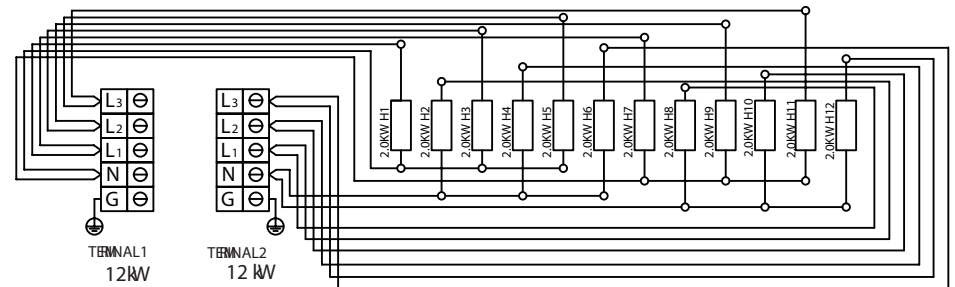 2.0KW H1
2.0KW H2
2.0KW H3
2.0KW H4
2.0KW H5
2.0KW H6
2.0KW H7
2.0KW H8
2.0KW H9
2.0KW H10
2.0KW H11
2.0KW H12
L3
L2
L1
N
G
L3
L2
L1
N
G
TERMINAL1
12kW
TERMINAL2
12 kW